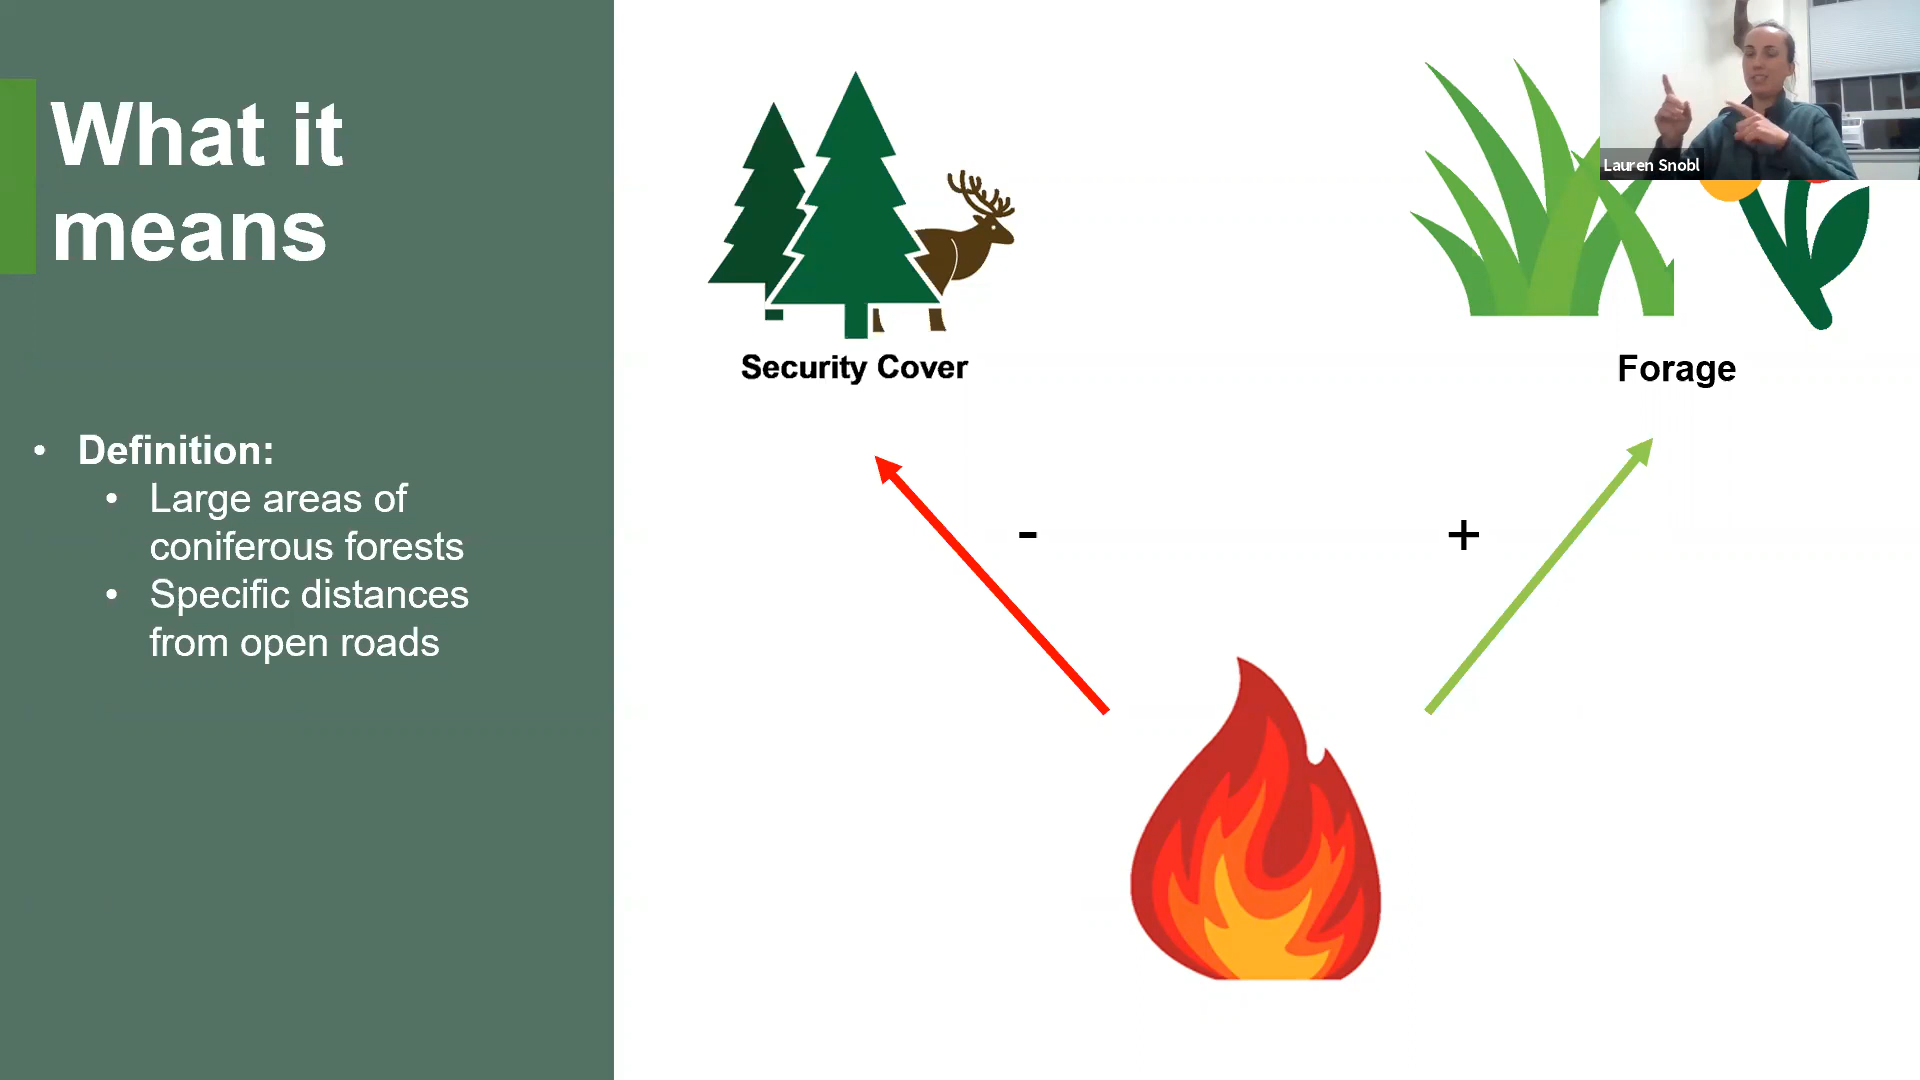 What it
means
• Definition:
• Large areas of
coniferous forests
• Specific distances
from open roads
Security Cover
Forage
-
+
Lauren Snobl